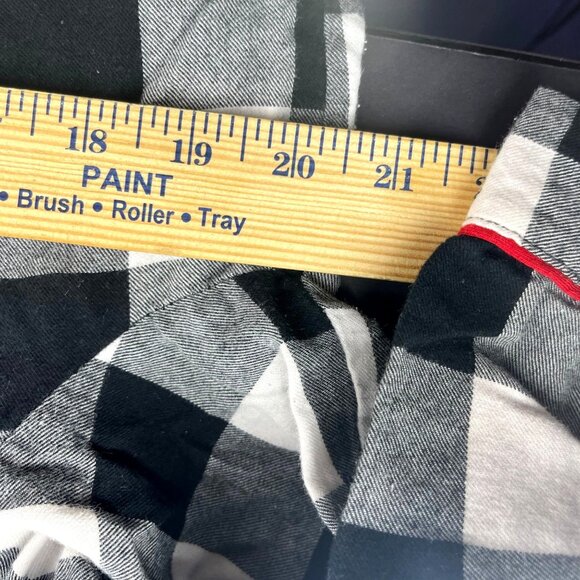 18 19 20 21
PAINT
• Brush • Roller • Tray